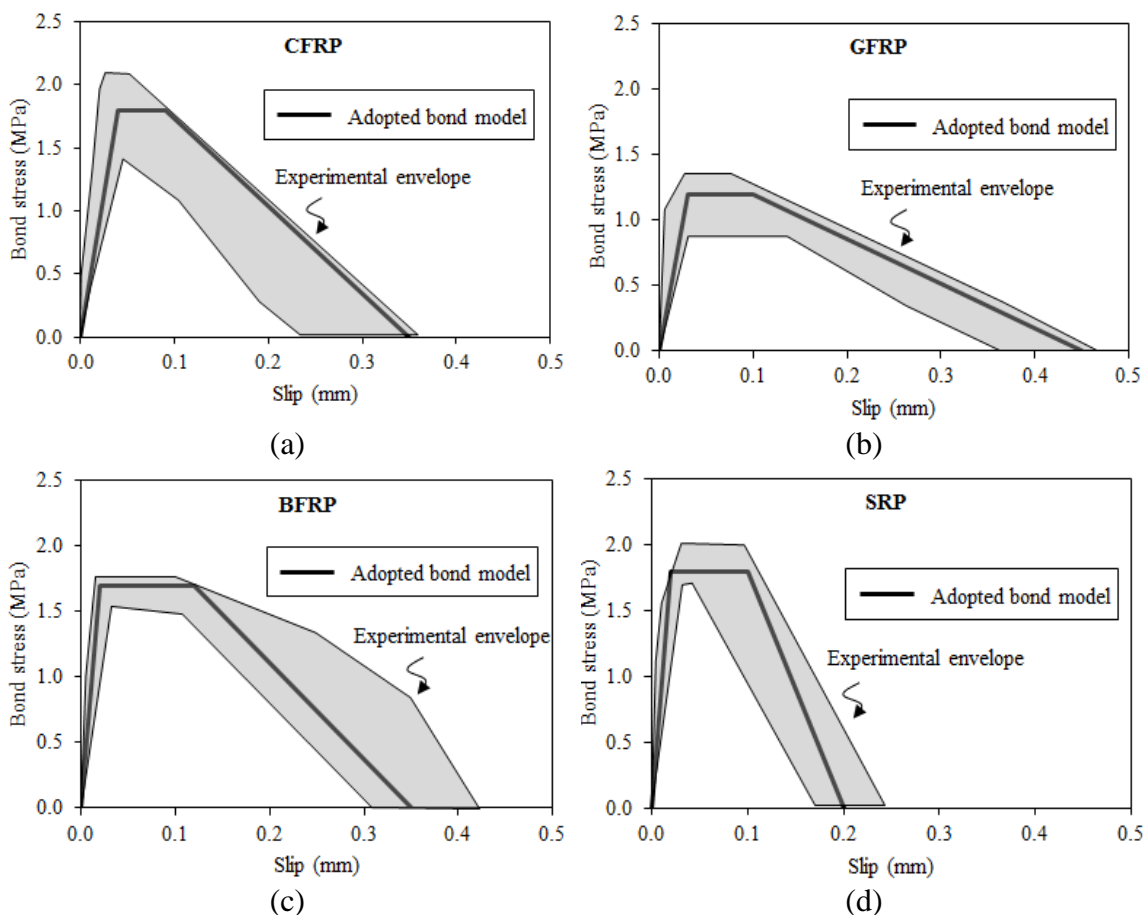 CFRP
Bond stress (MPa)
2.5
2.0
1.5
1.0
0.5
0.0
Adopted bond model
Experimental envelope
0.0 0.1 0.2 0.3 0.4 0.5
Slip (mm)
(a)
GFRP
Bond stress (MPa)
2.5
2.0
1.5
1.0
0.5
0.0
Adopted bond model
Experimental envelope
0.0 0.1 0.2 0.3 0.4 0.5
Slip (mm)
(b)
BFRP
Bond stress (MPa)
2.5
2.0
1.5
1.0
0.5
0.0
Adopted bond model
Experimental envelope
0.0 0.1 0.2 0.3 0.4 0.5
Slip (mm)
(c)
SRP
Bond stress (MPa)
2.5
2.0
1.5
1.0
0.5
0.0
Adopted bond model
Experimental envelope
0.0 0.1 0.2 0.3 0.4 0.5
Slip (mm)
(d)